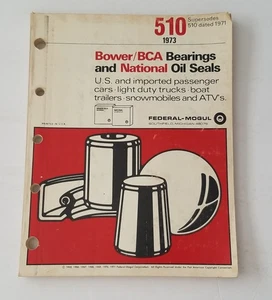 510
Supersedes
510 dated 1971
1973
Bower/BCA Bearings
and National Oil Seals
U.S. and imported passenger
cars·light duty trucks·boat
trailers·snowmobiles and ATV's.
FEDERAL-MOGUL